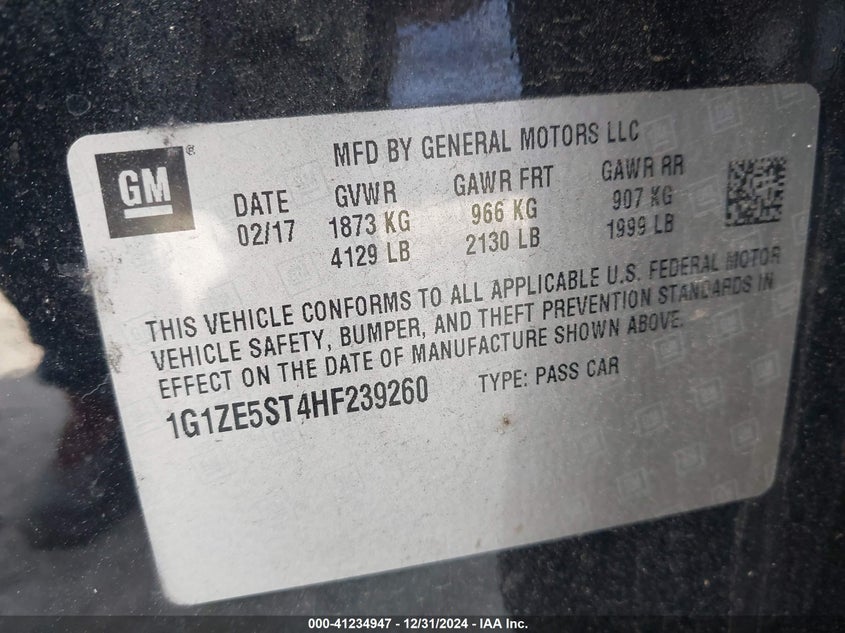 MFD BY GENERAL MOTORS LLC
GM®
DATE GVWR GAWR FRT GAWR RR
02/17 1873 KG 966 KG 907 KG
4129 LB 2130 LB 1999 LB
THIS VEHICLE CONFORMS TO ALL APPLICABLE U.S. FEDERAL MOTOR
VEHICLE SAFETY, BUMPER, AND THEFT PREVENTION STANDARDS IN
EFFECT ON THE DATE OF MANUFACTURE SHOWN ABOVE.
1G1ZE5ST4HF239260 TYPE: PASS CAR
000-41234947 - 12/31/2024 - IAA Inc.